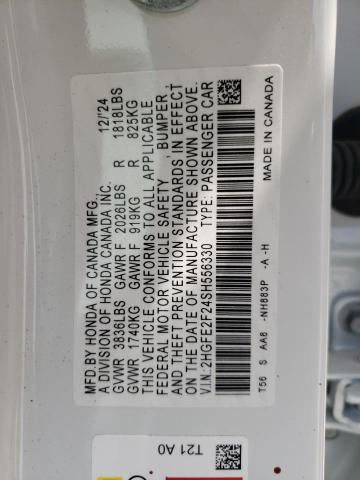 MFD.BY HONDA OF CANADA MFG., 12/'24
A DIVISION OF HONDA CANADA INC.
GVWR 3836LBS GAWR F 2026LBS R 1818LBS
GVWR 1740KG GAWR F 919KG R 825KG
THIS VEHICLE CONFORMS TO ALL APPLICABLE
FEDERAL MOTOR VEHICLE SAFETY BUMPER,
AND THEFT PREVENTION STANDARDS IN EFFECT
ON THE DATE OF MANUFACTURE SHOWN ABOVE.
V.I.N.:2HGFE2F24SH556330 TYPE: PASSENGER CAR
T56 S AA8 -NH883P -A -H MADE IN CANADA
T21 A0